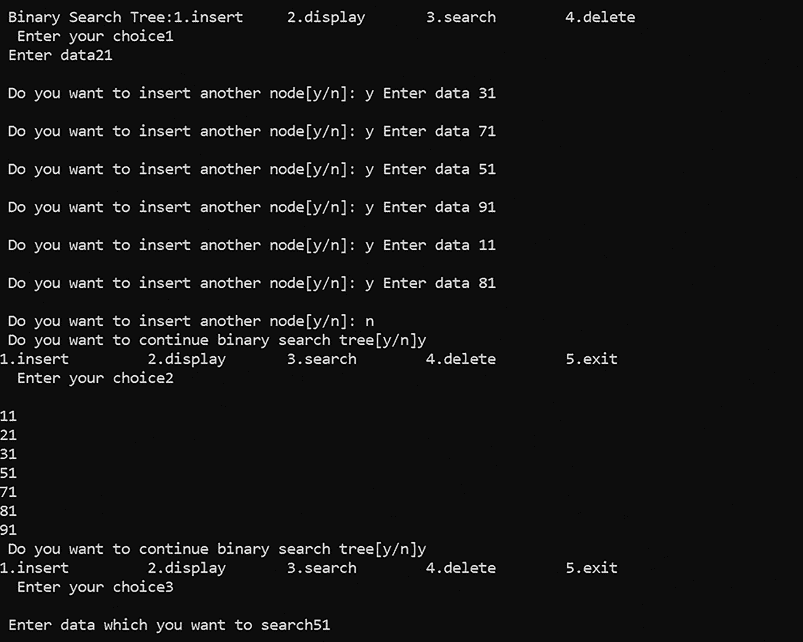 Binary Search Tree:1.insert     2.display       3.search        4.delete
Enter your choice1
Enter data21
Do you want to insert another node[y/n]: y Enter data 31
Do you want to insert another node[y/n]: y Enter data 71
Do you want to insert another node[y/n]: y Enter data 51
Do you want to insert another node[y/n]: y Enter data 91
Do you want to insert another node[y/n]: y Enter data 11
Do you want to insert another node[y/n]: y Enter data 81
Do you want to insert another node[y/n]: n
Do you want to continue binary search tree[y/n]y
1.insert         2.display       3.search        4.delete        5.exit
Enter your choice2
11
21
31
51
71
81
91
Do you want to continue binary search tree[y/n]y
1.insert         2.display       3.search        4.delete        5.exit
Enter your choice3
Enter data which you want to search51